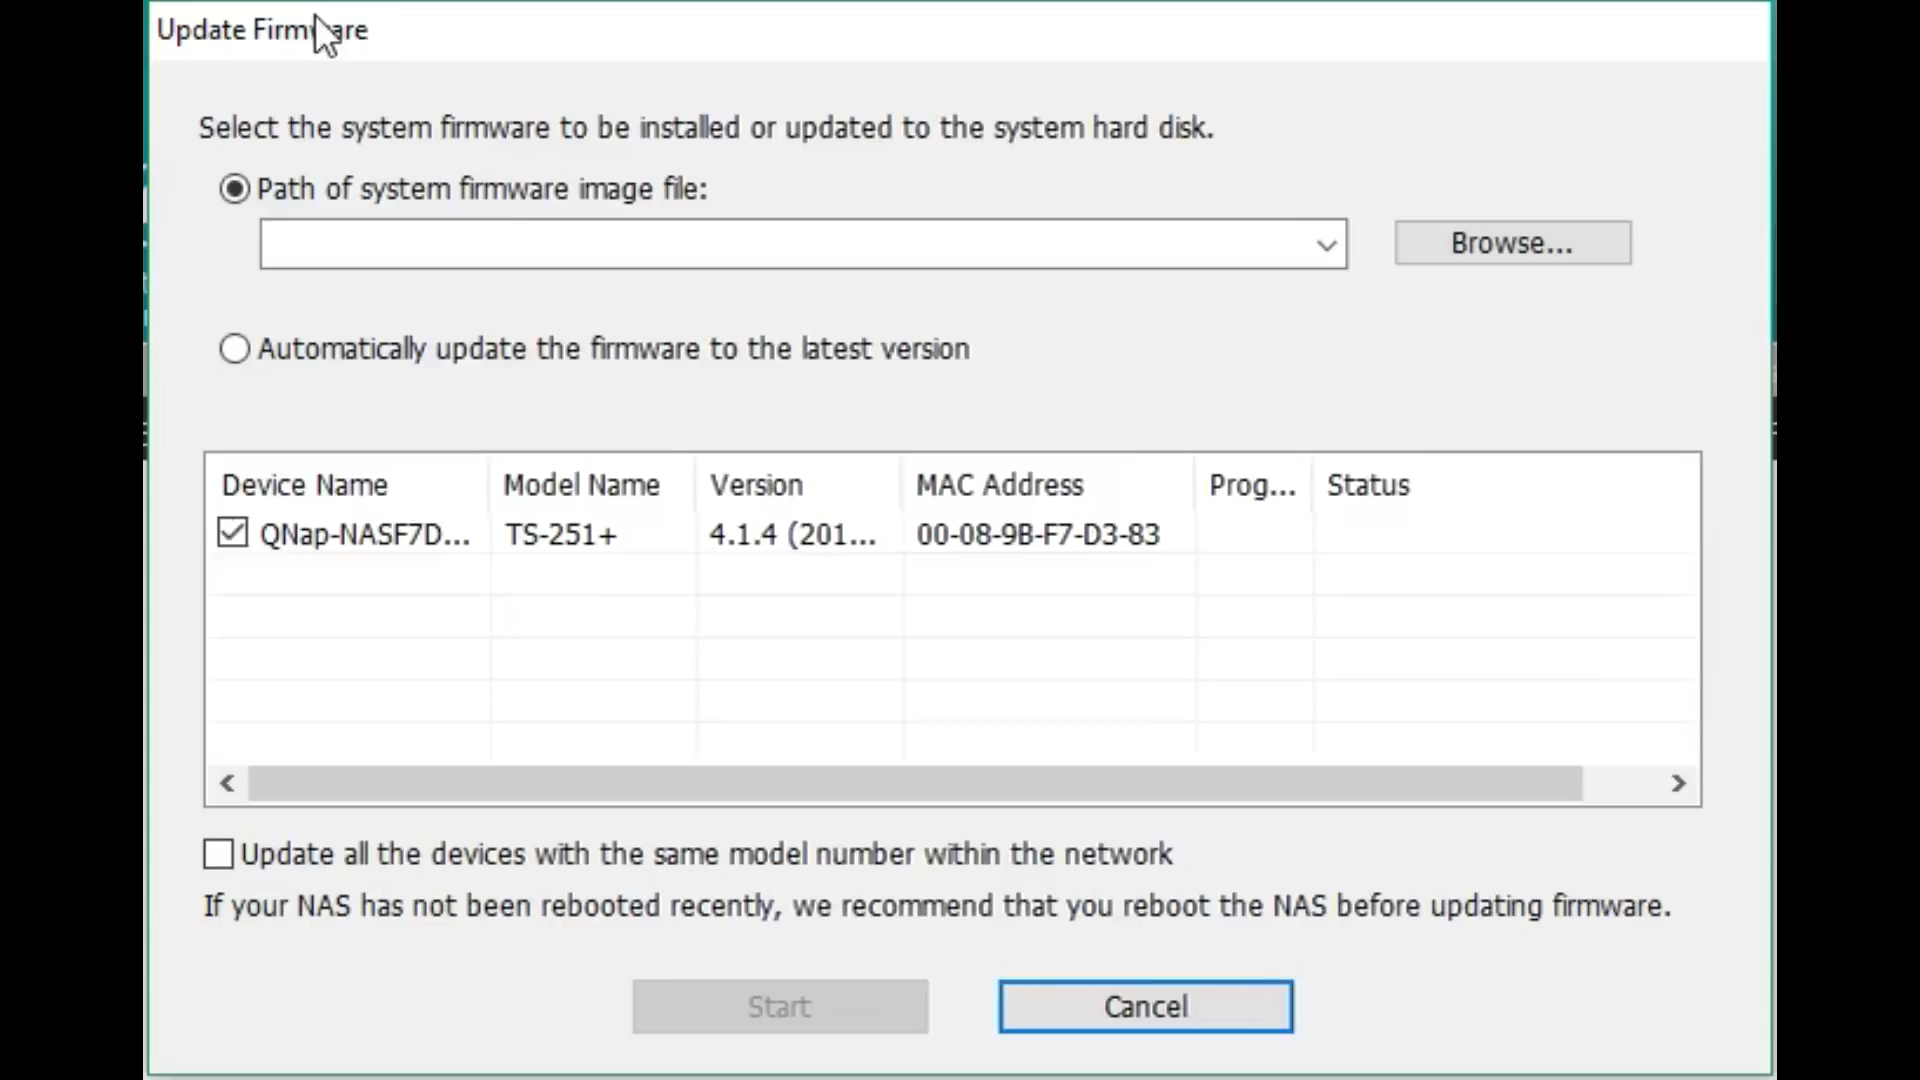 Update Firmware
Select the system firmware to be installed or updated to the system hard disk.
Path of system firmware image file:
Browse...
Automatically update the firmware to the latest version
Device Name Model Name Version MAC Address Prog... Status
QNap-NASF7D... TS-251+ 4.1.4 (201... 00-08-9B-F7-D3-83
Update all the devices with the same model number within the network
If your NAS has not been rebooted recently, we recommend that you reboot the NAS before updating firmware.
Start Cancel